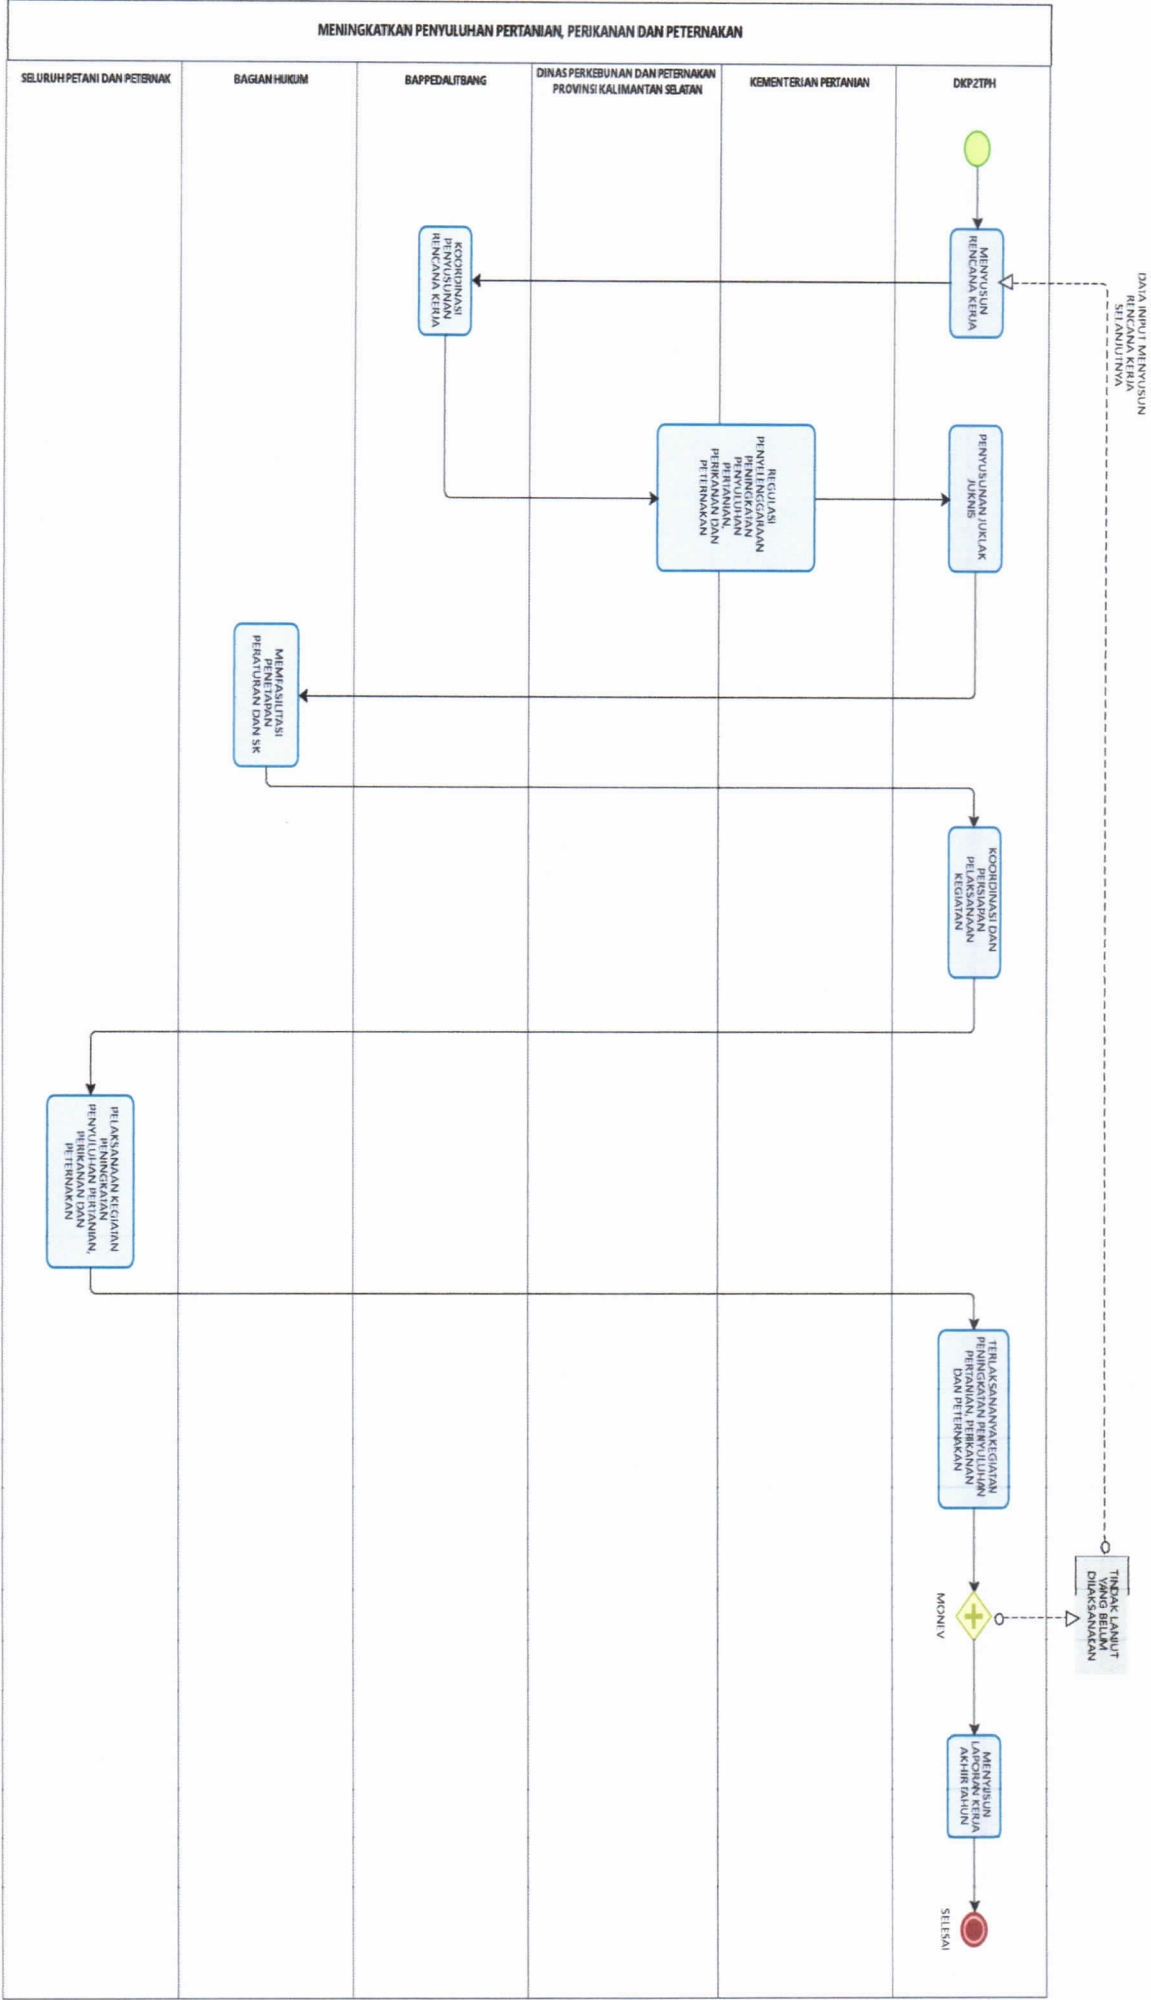 MENINGKATKAN PENYULUHAN PERTANIAN, PERIKANAN DAN PETERNAKAN
SELURUH PETANI DAN PETERNAK
BAGIAN HUKUM
BAPPEDALITBANG
DINAS PERKEBUNAN DAN PETERNAKAN
PROVINSI KALIMANTAN SELATAN
KEMENTERIAN PERTANIAN
DKP2TPH
MENYUSUN
RENCANA KERJA
DATA INPUT MENYUSUN
RENCANA KERJA
SELANJUTNYA
KOORDINASI
PENYUSUNAN
RENCANA KERJA
REGULASI
PENYELENGGARAAN
PENINGKATAN
PENYULUHAN
PERTANIAN,
PERIKANAN DAN
PETERNAKAN
PENYUSUNAN JUKLAK
JUKNIS
MEMFASILITASI
PENETAPAN
PERATURAN DAN SK
KOORDINASI DAN
PERSIAPAN
PELAKSANAAN
KEGIATAN
PELAKSANAAN KEGIATAN
PENINGKATAN
PENYULUHAN PERTANIAN,
PERIKANAN DAN
PETERNAKAN
TERLAKSANANYA KEGIATAN
PENINGKATAN PENYULUHAN
PERTANIAN, PERIKANAN
DAN PETERNAKAN
MONEV
TINDAK LANJUT
YANG BELUM
DILAKSANAKAN
MENYUSUN
LAPORAN KERJA
AKHIR TAHUN
SELESAI